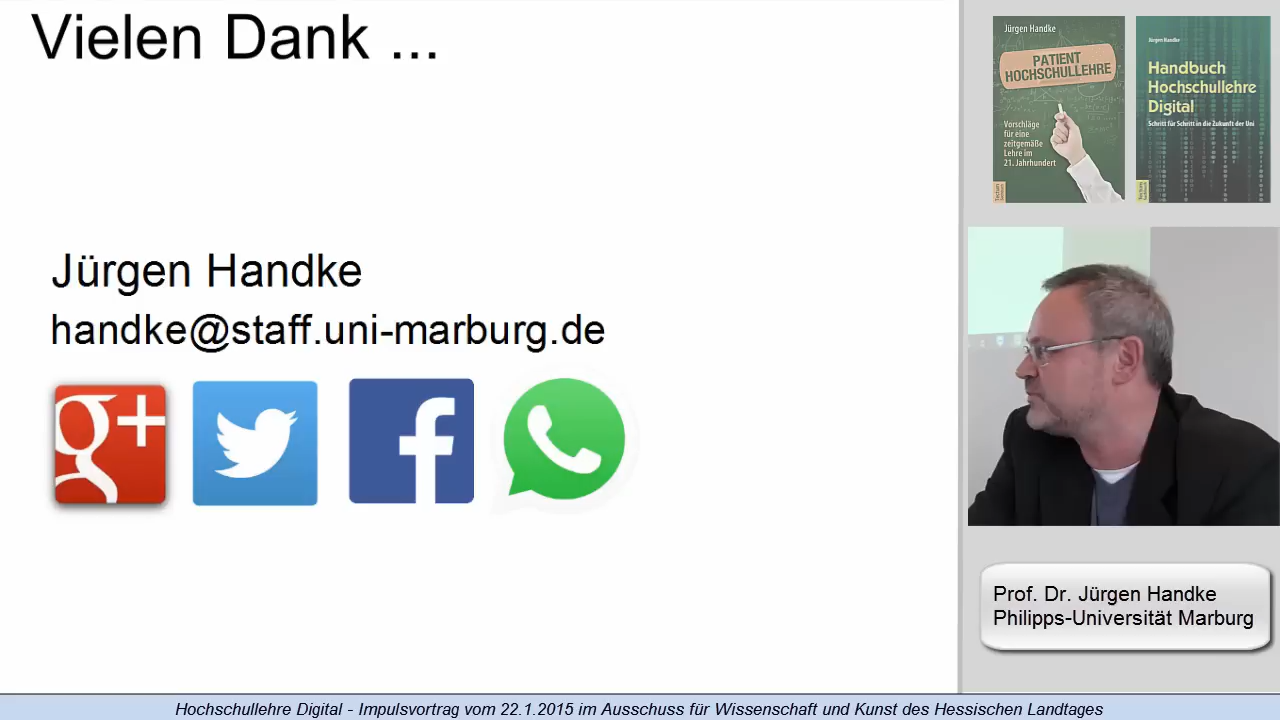 Vielen Dank ...
Jürgen Handke
handke@staff.uni-marburg.de
g+
f
Jürgen Handke
PATIENT
HOCHSCHULLEHRE
Vorschläge
für eine
zeitgemäße
Lehre im
21. Jahrhundert
Jürgen Handke
Handbuch
Hochschullehre
Digital
Schritt für Schritt in die Zukunft der Uni
Prof. Dr. Jürgen Handke
Philipps-Universität Marburg
Hochschullehre Digital - Impulsvortrag vom 22.1.2015 im Ausschuss für Wissenschaft und Kunst des Hessischen Landtages